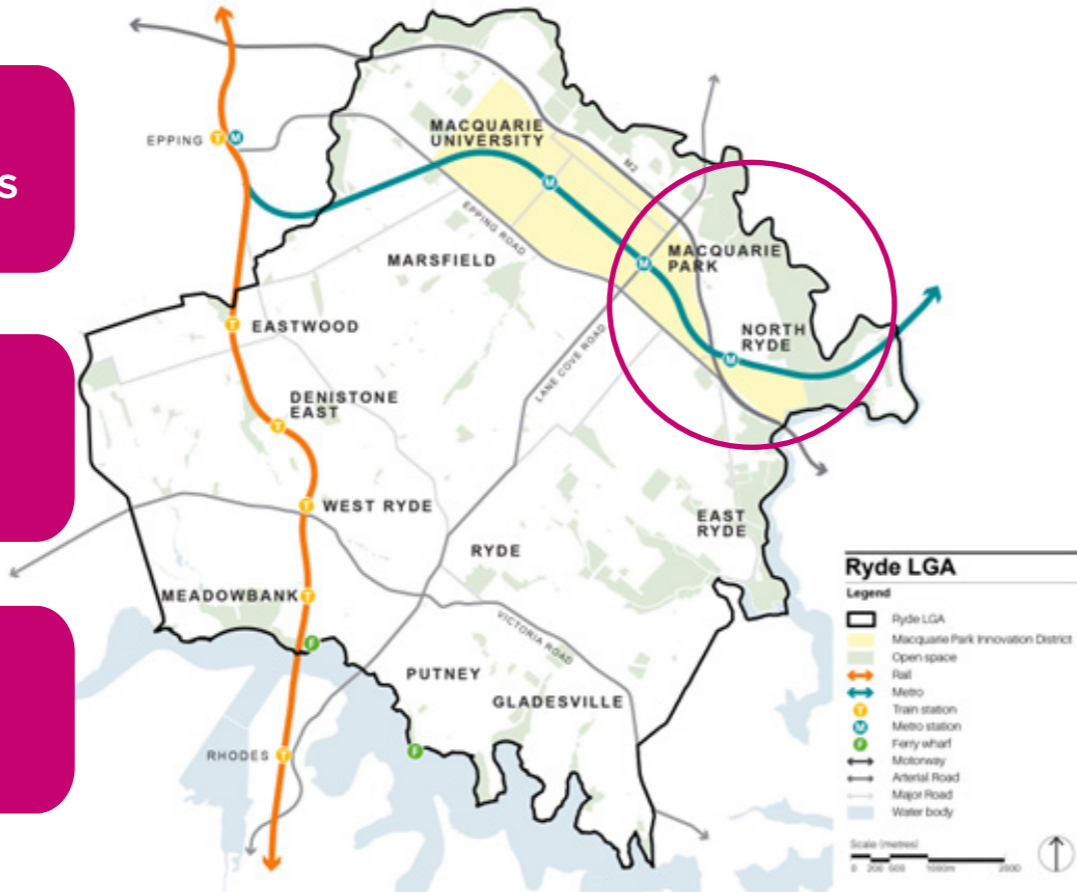 s
EPPING
T
M
MACQUARIE
UNIVERSITY
M
M2
EPPING ROAD
MARSFIELD
M
MACQUARIE
PARK
EASTWOOD
T
LANE COVE ROAD
NORTH
RYDE
M
DENISTONE
EAST
T
T
WEST RYDE
EAST
RYDE
RYDE
MEADOWBANK
T
F
VICTORIA ROAD
PUTNEY
GLADESVILLE
RHODES
T
F
Ryde LGA
Legend
Ryde LGA
Macquarie Park Innovation District
Open space
Rail
Metro
T Train station
M Metro station
F Ferry wharf
Motorway
Arterial Road
Major Road
Water body
Scale (metres)
0 200 500 1000m 2000